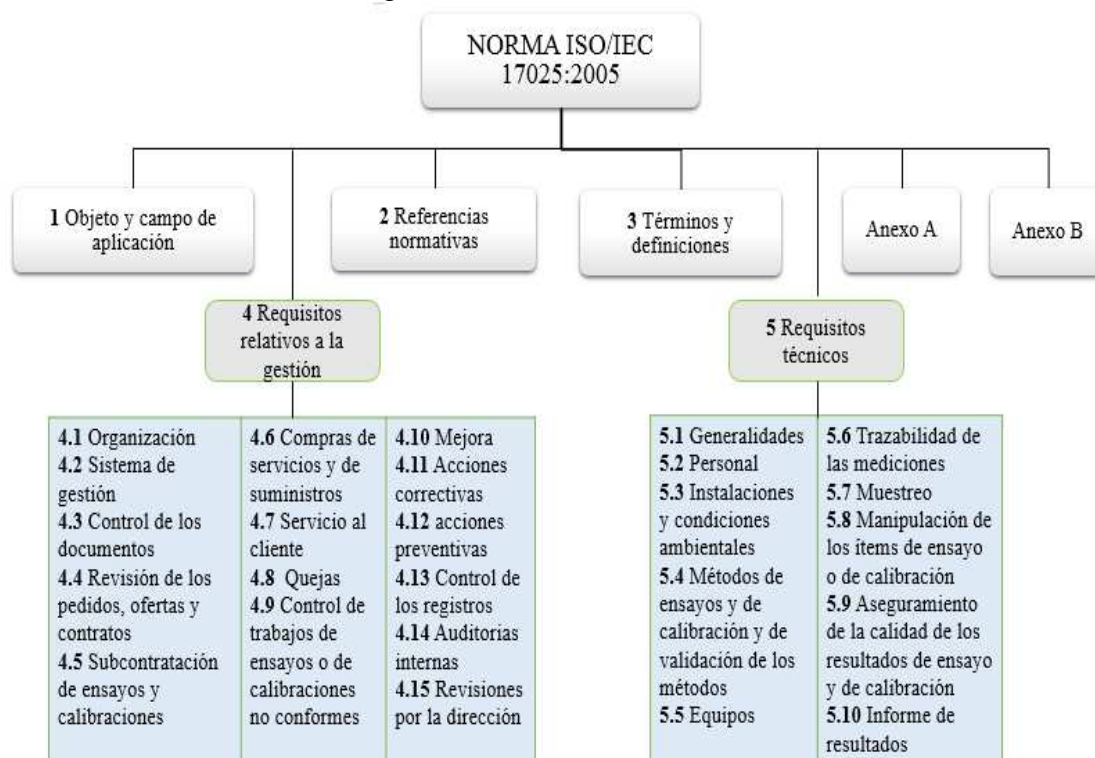 NORMA ISO/IEC
17025:2005
1 Objeto y campo de
aplicación
2 Referencias
normativas
3 Términos y
definiciones
Anexo A
Anexo B
4 Requisitos
relativos a la
gestión
5 Requisitos
técnicos
4.1 Organización
4.2 Sistema de
gestión
4.3 Control de los
documentos
4.4 Revisión de los
pedidos, ofertas y
contratos
4.5 Subcontratación
de ensayos y
calibraciones
4.6 Compras de
servicios y de
suministros
4.7 Servicio al
cliente
4.8 Quejas
4.9 Control de
trabajos de
ensayos o de
calibraciones
no conformes
4.10 Mejora
4.11 Acciones
correctivas
4.12 acciones
preventivas
4.13 Control de
los registros
4.14 Auditorias
internas
4.15 Revisiones
por la dirección
5.1 Generalidades
5.2 Personal
5.3 Instalaciones
y condiciones
ambientales
5.4 Métodos de
ensayos y de
calibración y de
validación de los
métodos
5.5 Equipos
5.6 Trazabilidad de
las mediciones
5.7 Muestreo
5.8 Manipulación de
los ítems de ensayo
o de calibración
5.9 Aseguramiento
de la calidad de los
resultados de ensayo
y de calibración
5.10 Informe de
resultados